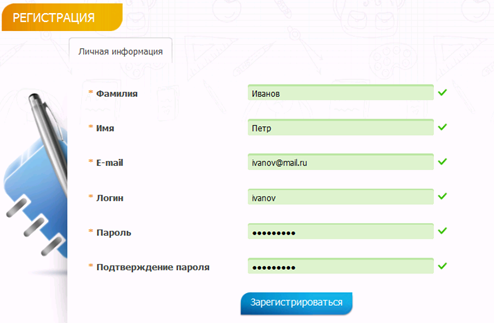 РЕГИСТРАЦИЯ
Личная информация
* Фамилия Иванов
* Имя Петр
* E-mail ivanov@mail.ru
* Логин ivanov
* Пароль •••••••••
* Подтверждение пароля •••••••••
Зарегистрироваться